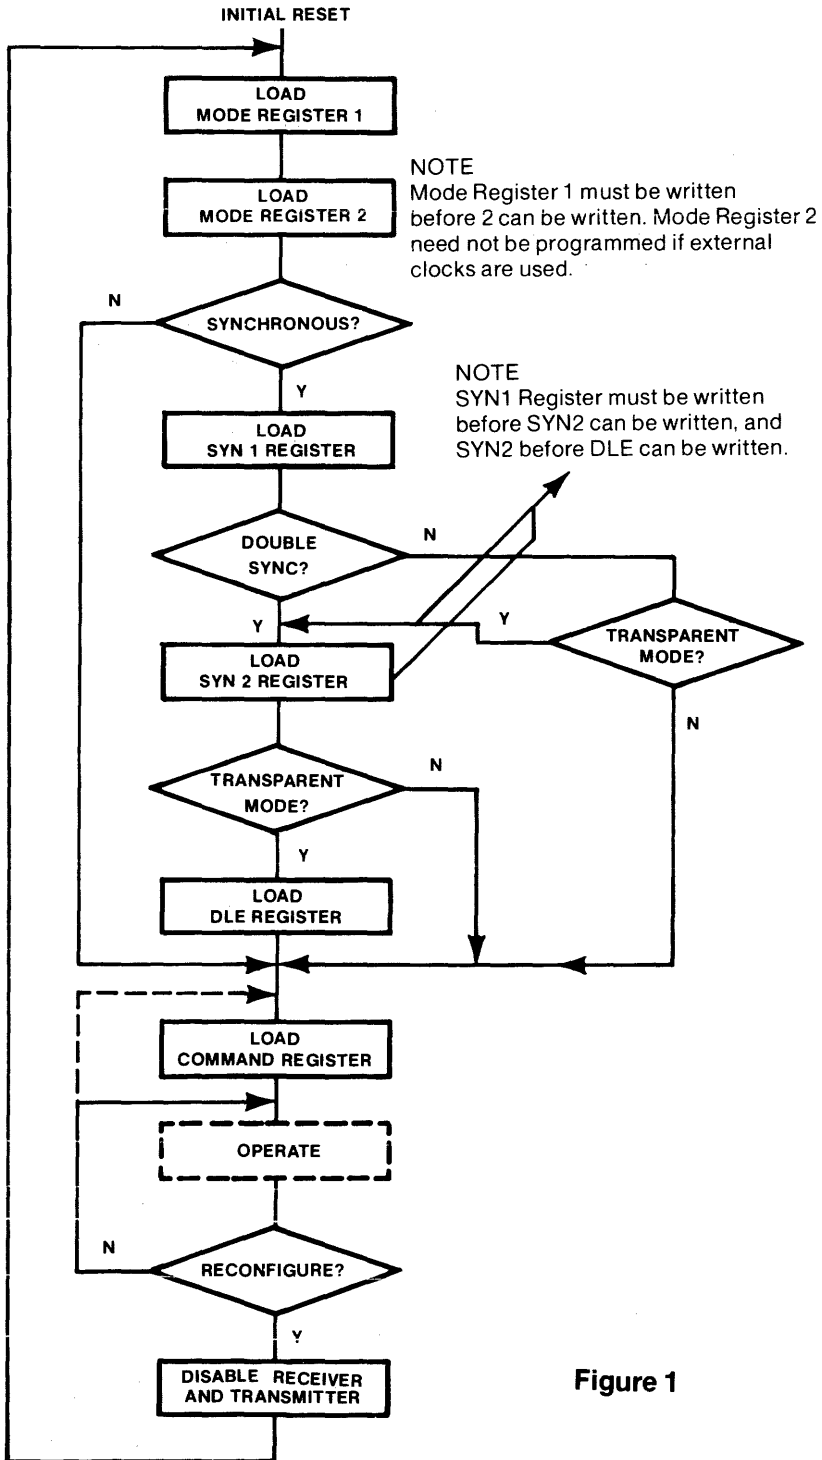 INITIAL RESET
LOAD
MODE REGISTER 1
LOAD
MODE REGISTER 2
NOTE
Mode Register 1 must be written
before 2 can be written. Mode Register 2
need not be programmed if external
clocks are used.
N
SYNCHRONOUS?
Y
NOTE
SYN1 Register must be written
before SYN2 can be written, and
SYN2 before DLE can be written.
LOAD
SYN 1 REGISTER
DOUBLE
SYNC?
N
Y
Y
TRANSPARENT
MODE?
LOAD
SYN 2 REGISTER
N
TRANSPARENT
MODE?
N
Y
LOAD
DLE REGISTER
LOAD
COMMAND REGISTER
OPERATE
N
RECONFIGURE?
Y
DISABLE RECEIVER
AND TRANSMITTER
Figure 1